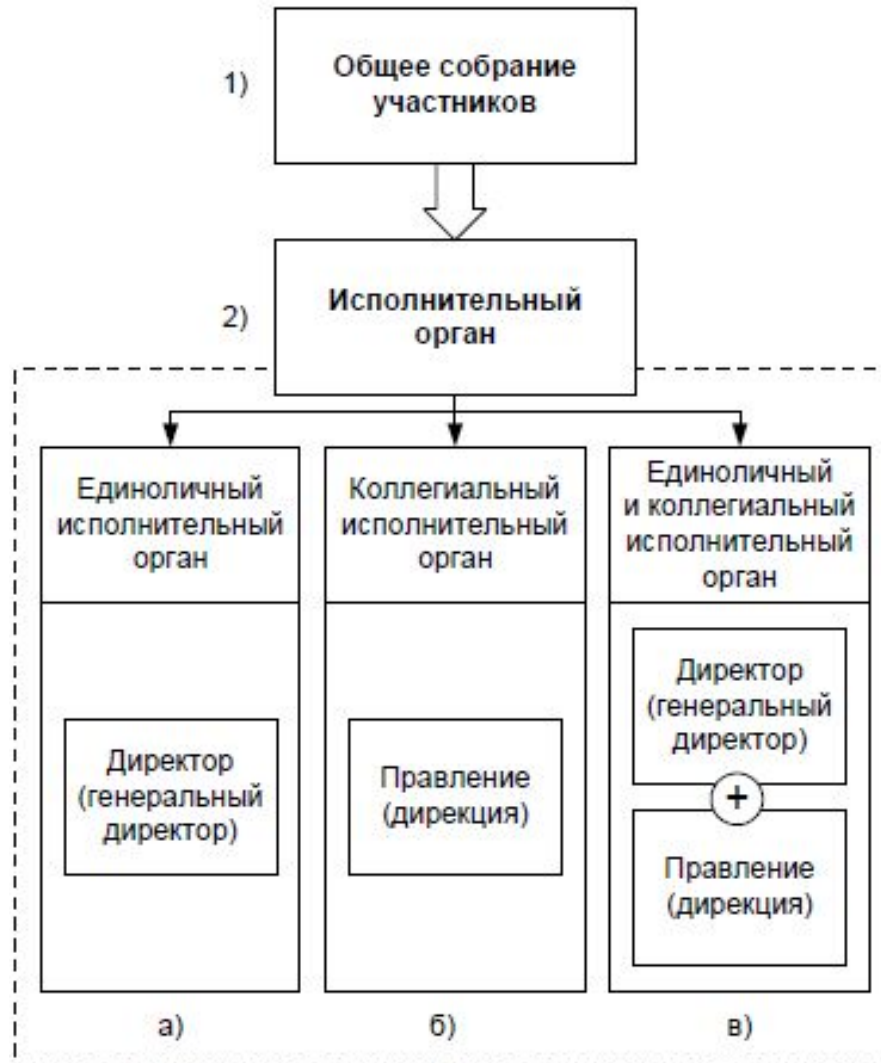 1)
Общее собрание
участников
2)
Исполнительный
орган
Единоличный
исполнительный
орган
Коллегиальный
исполнительный
орган
Единоличный
и коллегиальный
исполнительный
орган
Директор
(генеральный
директор)
Правление
(дирекция)
Директор
(генеральный
директор)
+
Правление
(дирекция)
а)
б)
в)